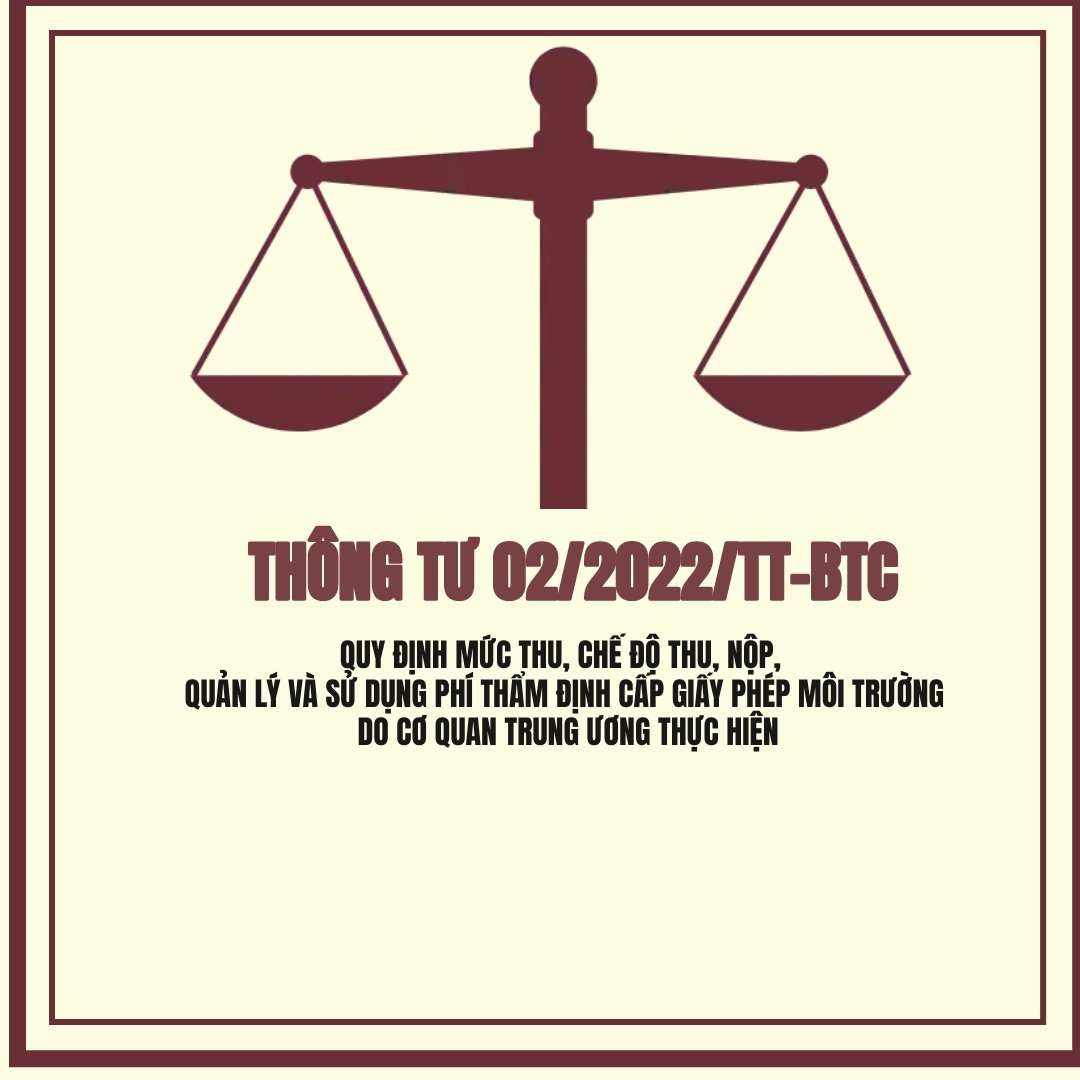 THÔNG TƯ 02/2022/TT-BTC
QUY ĐỊNH MỨC THU, CHẾ ĐỘ THU, NỘP,
QUẢN LÝ VÀ SỬ DỤNG PHÍ THẨM ĐỊNH CẤP GIẤY PHÉP MÔI TRƯỜNG
DO CƠ QUAN TRUNG ƯƠNG THỰC HIỆN